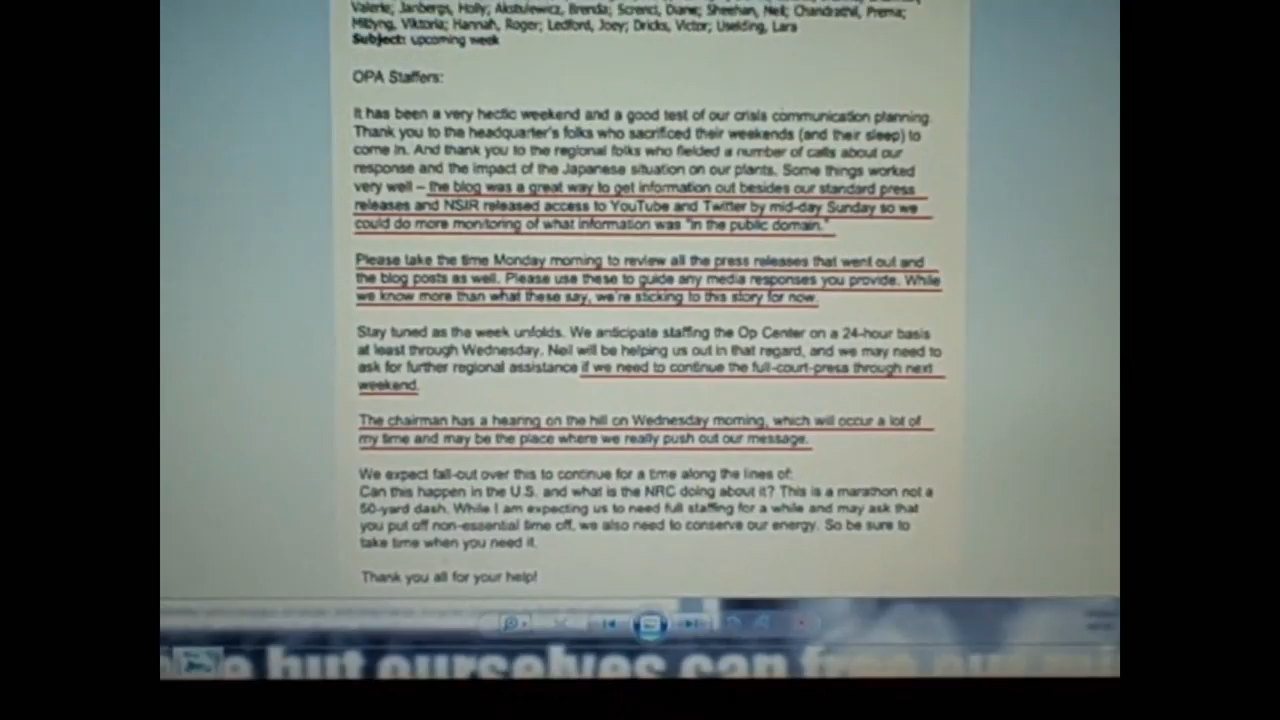 Valerie; Janbergs, Holly; Akstulewicz, Brenda; Screnci, Diane; Sheehan, Neil; Chandrathil, Prema;
Mitlyng, Viktoria; Hannah, Roger; Ledford, Joey; Dricks, Victor; Uselding, Lara
Subject: upcoming week
OPA Staffers:
It has been a very hectic weekend and a good test of our crisis communication planning.
Thank you to the headquarter's folks who sacrificed their weekends (and their sleep) to
come in. And thank you to the regional folks who fielded a number of calls about our
response and the impact of the Japanese situation on our plants. Some things worked
very well – the blog was a great way to get information out besides our standard press
releases and NSIR released access to YouTube and Twitter by mid-day Sunday so we
could do more monitoring of what information was "in the public domain."
Please take the time Monday morning to review all the press releases that went out and
the blog posts as well. Please use these to guide any media responses you provide. While
we know more than what these say, we're sticking to this story for now.
Stay tuned as the week unfolds. We anticipate staffing the Op Center on a 24-hour basis
at least through Wednesday. Neil will be helping us out in that regard, and we may need to
ask for further regional assistance if we need to continue the full-court-press through next
weekend.
The chairman has a hearing on the hill on Wednesday morning, which will occur a lot of
my time and may be the place where we really push out our message.
We expect fall-out over this to continue for a time along the lines of:
Can this happen in the U.S. and what is the NRC doing about it? This is a marathon not a
50-yard dash. While I am expecting us to need full staffing for a while and may ask that
you put off non-essential time off, we also need to conserve our energy. So be sure to
take time when you need it.
Thank you all for your help!
but ourselves can free our